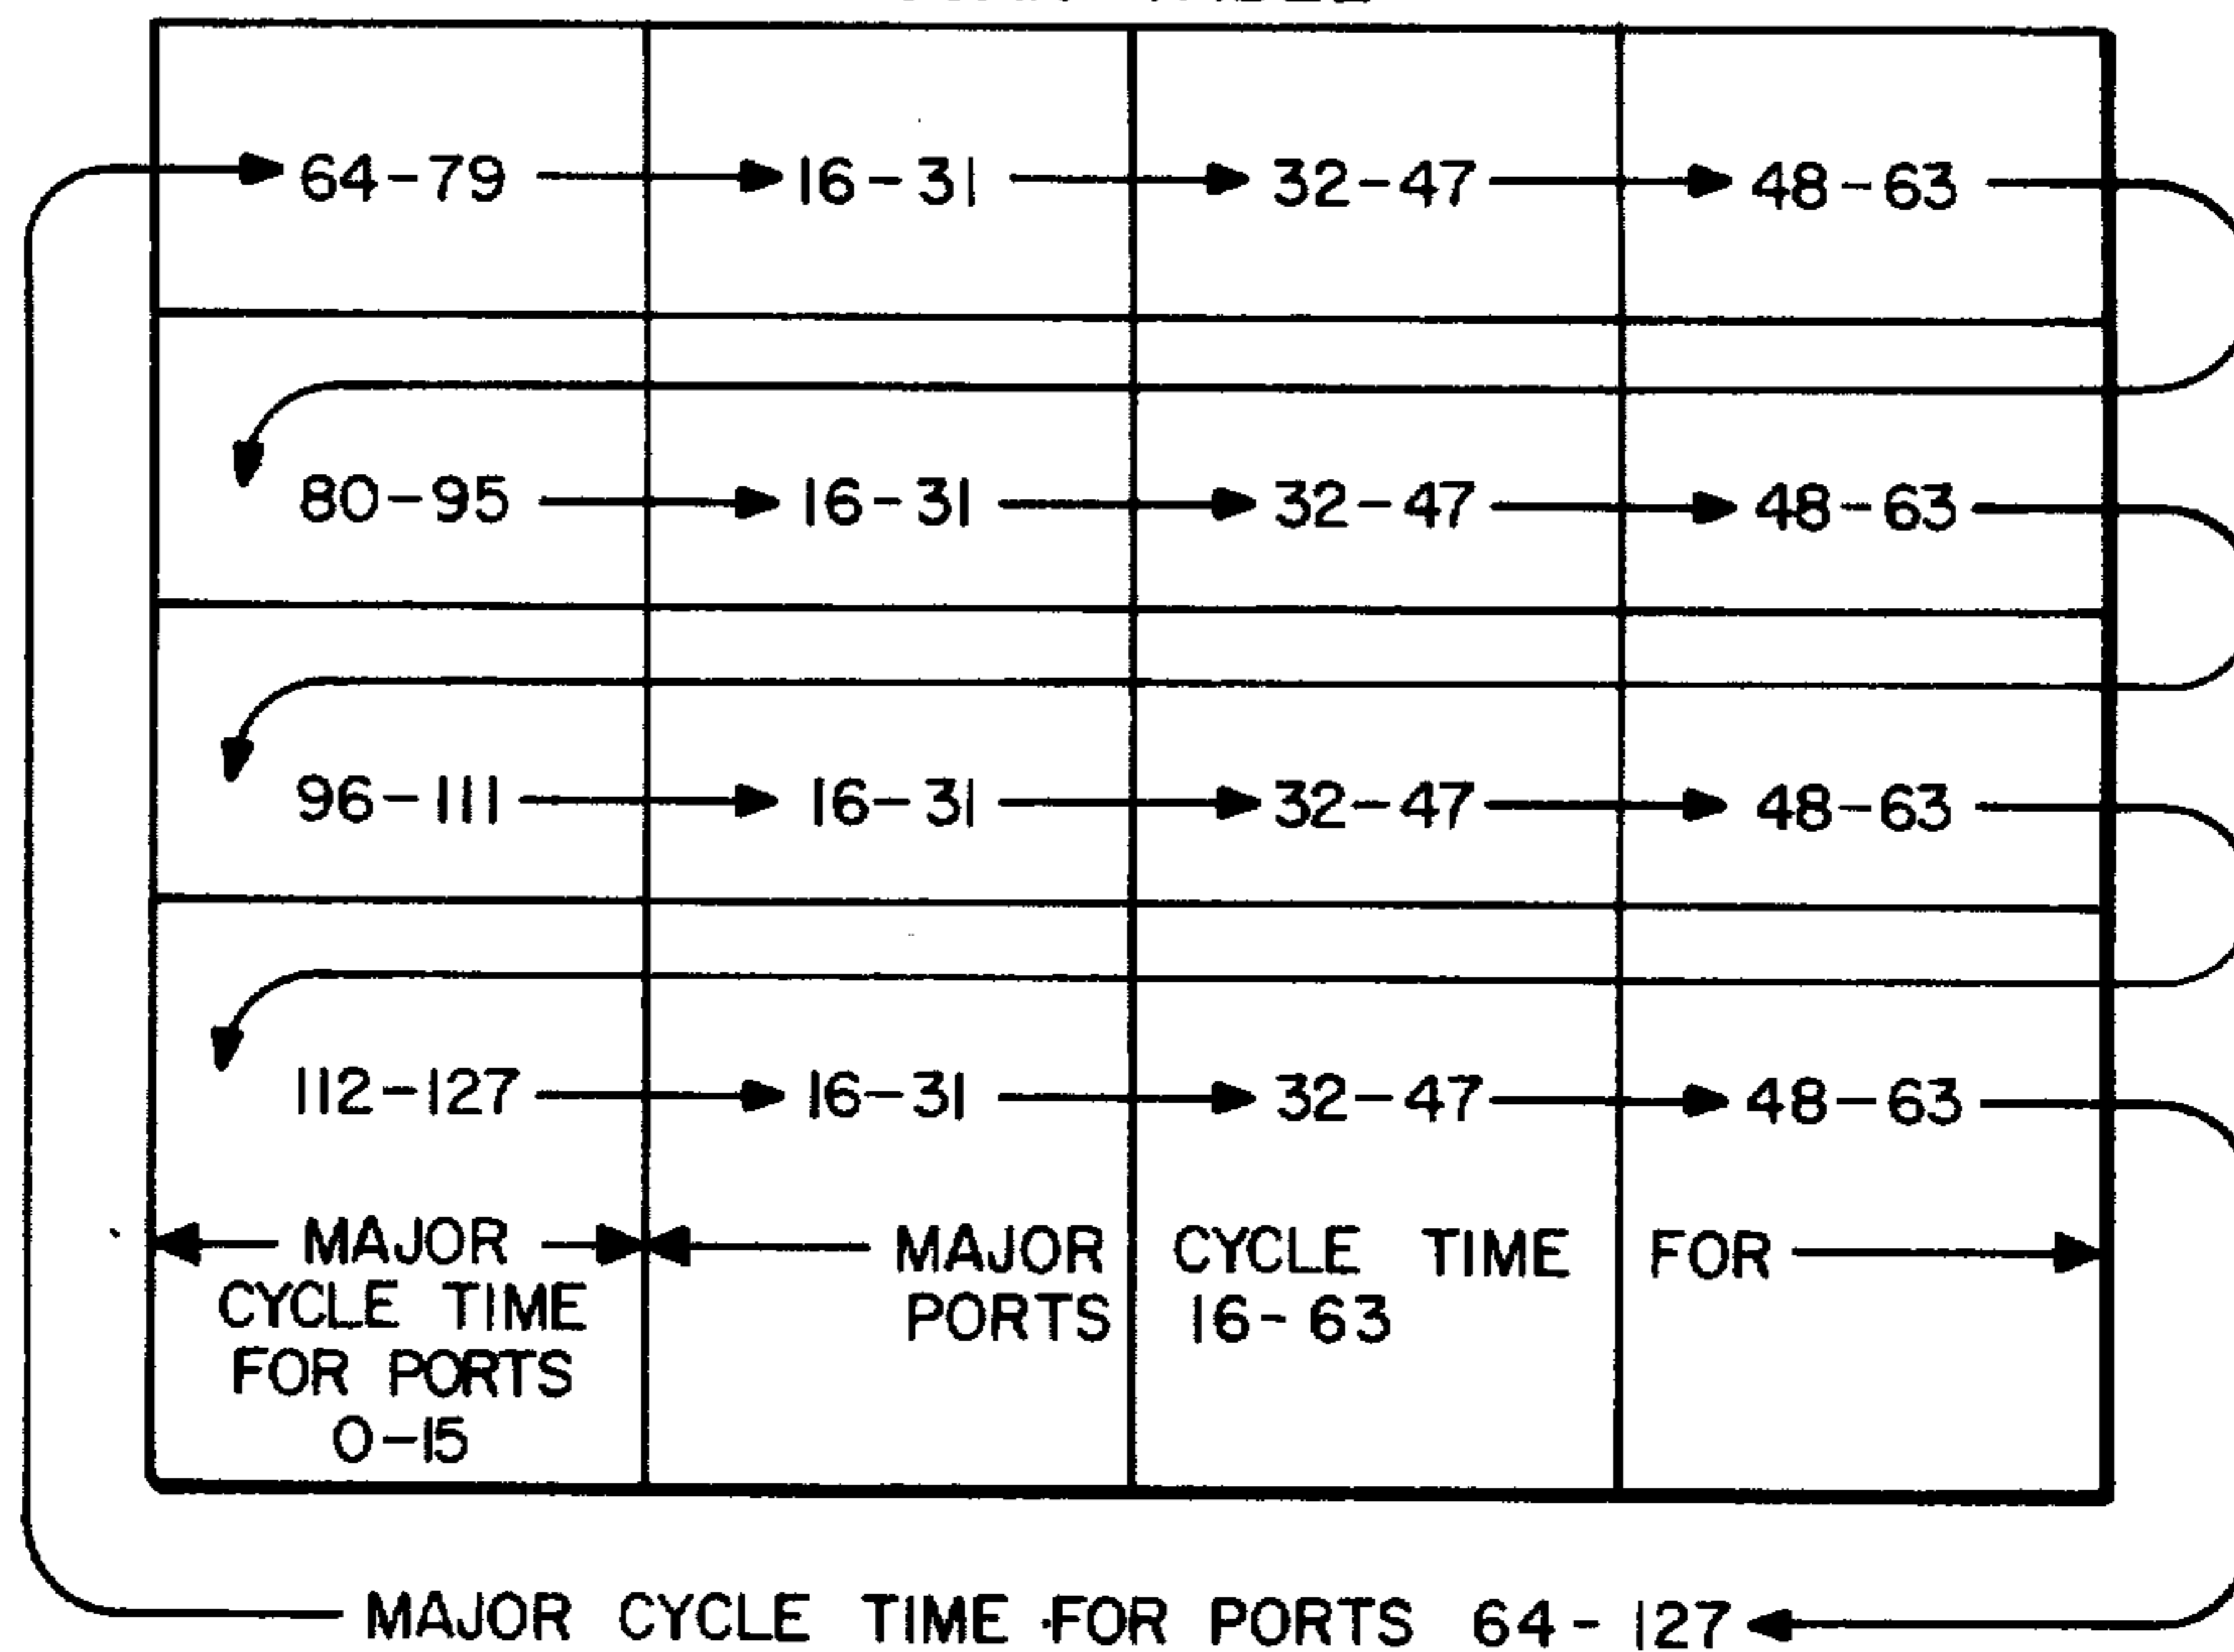 64-79 16-31 32-47 48-63
80-95 16-31 32-47 48-63
96-111 16-31 32-47 48-63
112-127 16-31 32-47 48-63
MAJOR
CYCLE TIME
FOR PORTS
0-15
MAJOR CYCLE TIME FOR
PORTS 16-63
MAJOR CYCLE TIME FOR PORTS 64-127